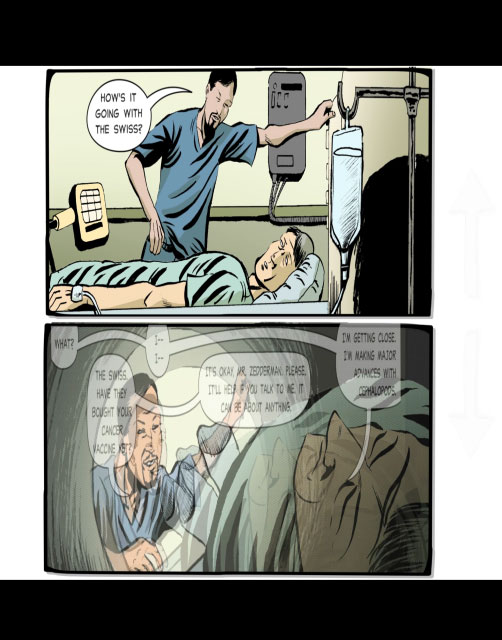 HOW'S IT
GOING WITH
THE SWISS?
WHAT?
I--
I--
THE SWISS.
HAVE THEY
BOUGHT YOUR
CANCER
VACCINE YET?
IT'S OKAY, MR. ZEDDERMAN. PLEASE.
IT'LL HELP IF YOU TALK TO ME. IT
CAN BE ABOUT ANYTHING.
I'M GETTING CLOSE.
I'M MAKING MAJOR
ADVANCES WITH
CEPHALOPODS.